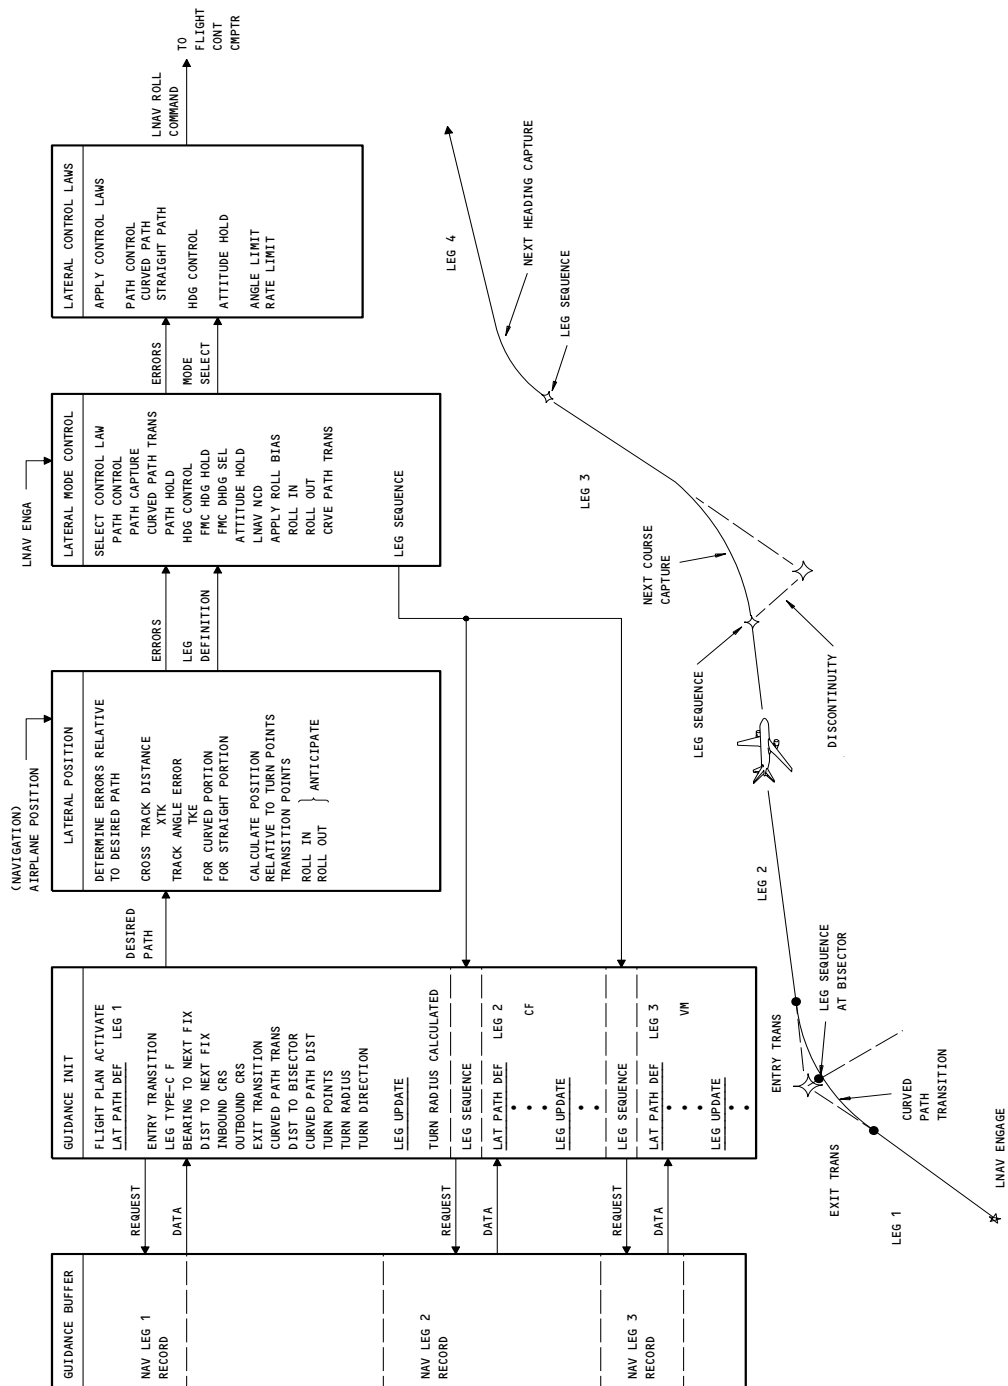 GUIDANCE BUFFER
NAV LEG 1
RECORD
NAV LEG 2
RECORD
NAV LEG 3
RECORD
REQUEST
DATA
REQUEST
DATA
REQUEST
DATA
GUIDANCE INIT
FLIGHT PLAN ACTIVATE
LAT PATH DEF LEG 1
ENTRY TRANSITION
LEG TYPE-C F
BEARING TO NEXT FIX
DIST TO NEXT FIX
INBOUND CRS
OUTBOUND CRS
EXIT TRANSITION
CURVED PATH TRANS
DIST TO BISECTOR
CURVED PATH DIST
TURN POINTS
TURN RADIUS
TURN DIRECTION
LEG UPDATE
TURN RADIUS CALCULATED
LEG SEQUENCE
LAT PATH DEF LEG 2
CF
LEG UPDATE
LEG SEQUENCE
LAT PATH DEF LEG 3
VM
LEG UPDATE
DESIRED
PATH
(NAVIGATION)
AIRPLANE POSITION
LATERAL POSITION
DETERMINE ERRORS RELATIVE
TO DESIRED PATH
CROSS TRACK DISTANCE
XTK
TRACK ANGLE ERROR
TKE
FOR CURVED PORTION
FOR STRAIGHT PORTION
CALCULATE POSITION
RELATIVE TO TURN POINTS
TRANSITION POINTS
ROLL IN
ROLL OUT
ANTICIPATE
ERRORS
LEG
DEFINITION
LNAV ENGA
LATERAL MODE CONTROL
SELECT CONTROL LAW
PATH CONTROL
PATH CAPTURE
CURVED PATH TRANS
PATH HOLD
HDG CONTROL
FMC HDG HOLD
FMC DHDG SEL
ATTITUDE HOLD
LNAV NCD
APPLY ROLL BIAS
ROLL IN
ROLL OUT
CRVE PATH TRANS
LEG SEQUENCE
ERRORS
MODE
SELECT
LATERAL CONTROL LAWS
APPLY CONTROL LAWS
PATH CONTROL
CURVED PATH
STRAIGHT PATH
HDG CONTROL
ATTITUDE HOLD
ANGLE LIMIT
RATE LIMIT
LNAV ROLL
COMMAND
TO
FLIGHT
CONT
CMPTR
LNAV ENGAGE
LEG 1
EXIT TRANS
CURVED
PATH
TRANSITION
ENTRY TRANS
LEG SEQUENCE
AT BISECTOR
LEG 2
LEG SEQUENCE
DISCONTINUITY
NEXT COURSE
CAPTURE
LEG 3
LEG SEQUENCE
NEXT HEADING CAPTURE
LEG 4